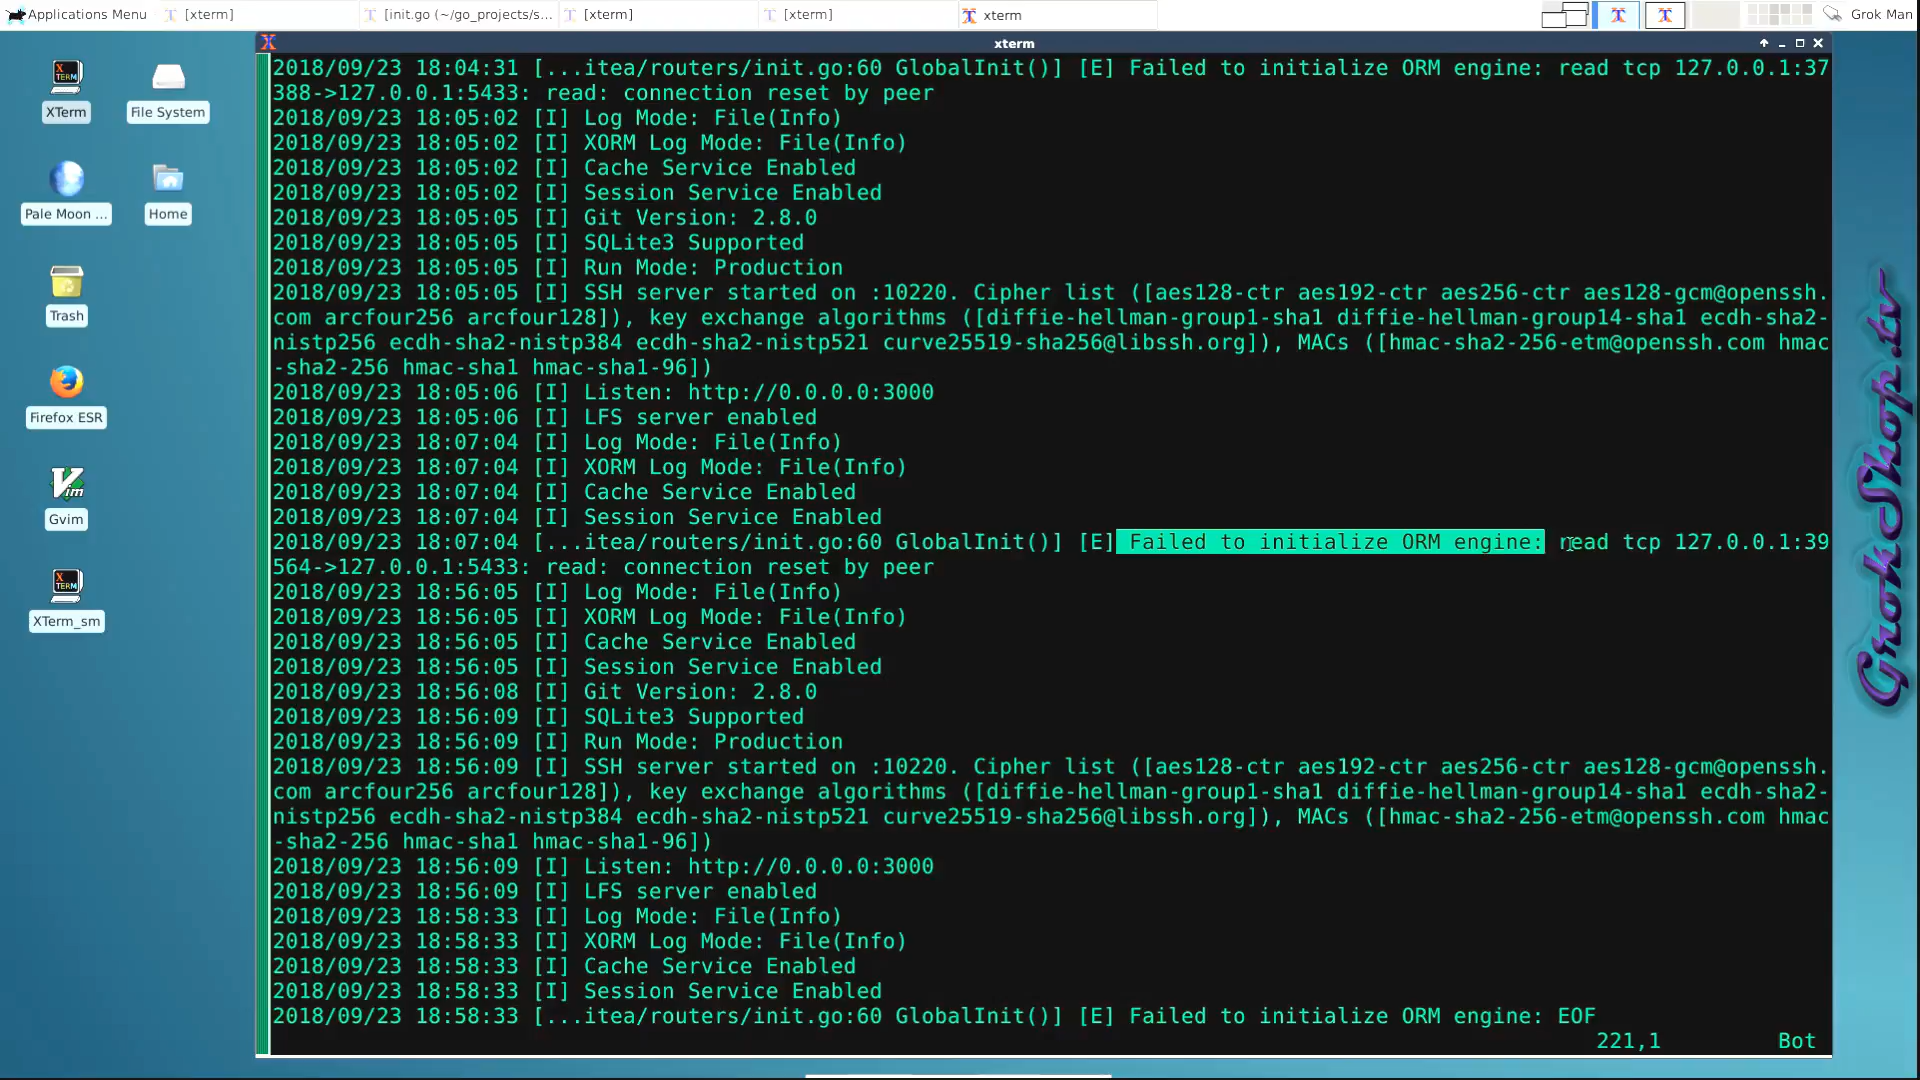 Applications Menu
[xterm]
[init.go (~/go_projects/s...
[xterm]
[xterm]
xterm
Grok Man
xterm
XTerm
File System
Pale Moon ...
Home
Trash
Firefox ESR
Gvim
XTerm_sm
2018/09/23 18:04:31 [...itea/routers/init.go:60 GlobalInit()] [E] Failed to initialize ORM engine: read tcp 127.0.0.1:37
388->127.0.0.1:5433: read: connection reset by peer
2018/09/23 18:05:02 [I] Log Mode: File(Info)
2018/09/23 18:05:02 [I] XORM Log Mode: File(Info)
2018/09/23 18:05:02 [I] Cache Service Enabled
2018/09/23 18:05:02 [I] Session Service Enabled
2018/09/23 18:05:05 [I] Git Version: 2.8.0
2018/09/23 18:05:05 [I] SQLite3 Supported
2018/09/23 18:05:05 [I] Run Mode: Production
2018/09/23 18:05:05 [I] SSH server started on :10220. Cipher list ([aes128-ctr aes192-ctr aes256-ctr aes128-gcm@openssh.
com arcfour256 arcfour128]), key exchange algorithms ([diffie-hellman-group1-sha1 diffie-hellman-group14-sha1 ecdh-sha2-
nistp256 ecdh-sha2-nistp384 ecdh-sha2-nistp521 curve25519-sha256@libssh.org]), MACs ([hmac-sha2-256-etm@openssh.com hmac
-sha2-256 hmac-sha1 hmac-sha1-96])
2018/09/23 18:05:06 [I] Listen: http://0.0.0.0:3000
2018/09/23 18:05:06 [I] LFS server enabled
2018/09/23 18:07:04 [I] Log Mode: File(Info)
2018/09/23 18:07:04 [I] XORM Log Mode: File(Info)
2018/09/23 18:07:04 [I] Cache Service Enabled
2018/09/23 18:07:04 [I] Session Service Enabled
2018/09/23 18:07:04 [...itea/routers/init.go:60 GlobalInit()] [E] Failed to initialize ORM engine: read tcp 127.0.0.1:39
564->127.0.0.1:5433: read: connection reset by peer
2018/09/23 18:56:05 [I] Log Mode: File(Info)
2018/09/23 18:56:05 [I] XORM Log Mode: File(Info)
2018/09/23 18:56:05 [I] Cache Service Enabled
2018/09/23 18:56:05 [I] Session Service Enabled
2018/09/23 18:56:08 [I] Git Version: 2.8.0
2018/09/23 18:56:09 [I] SQLite3 Supported
2018/09/23 18:56:09 [I] Run Mode: Production
2018/09/23 18:56:09 [I] SSH server started on :10220. Cipher list ([aes128-ctr aes192-ctr aes256-ctr aes128-gcm@openssh.
com arcfour256 arcfour128]), key exchange algorithms ([diffie-hellman-group1-sha1 diffie-hellman-group14-sha1 ecdh-sha2-
nistp256 ecdh-sha2-nistp384 ecdh-sha2-nistp521 curve25519-sha256@libssh.org]), MACs ([hmac-sha2-256-etm@openssh.com hmac
-sha2-256 hmac-sha1 hmac-sha1-96])
2018/09/23 18:56:09 [I] Listen: http://0.0.0.0:3000
2018/09/23 18:56:09 [I] LFS server enabled
2018/09/23 18:58:33 [I] Log Mode: File(Info)
2018/09/23 18:58:33 [I] XORM Log Mode: File(Info)
2018/09/23 18:58:33 [I] Cache Service Enabled
2018/09/23 18:58:33 [I] Session Service Enabled
2018/09/23 18:58:33 [...itea/routers/init.go:60 GlobalInit()] [E] Failed to initialize ORM engine: EOF
221,1 Bot
GrokShop.tv